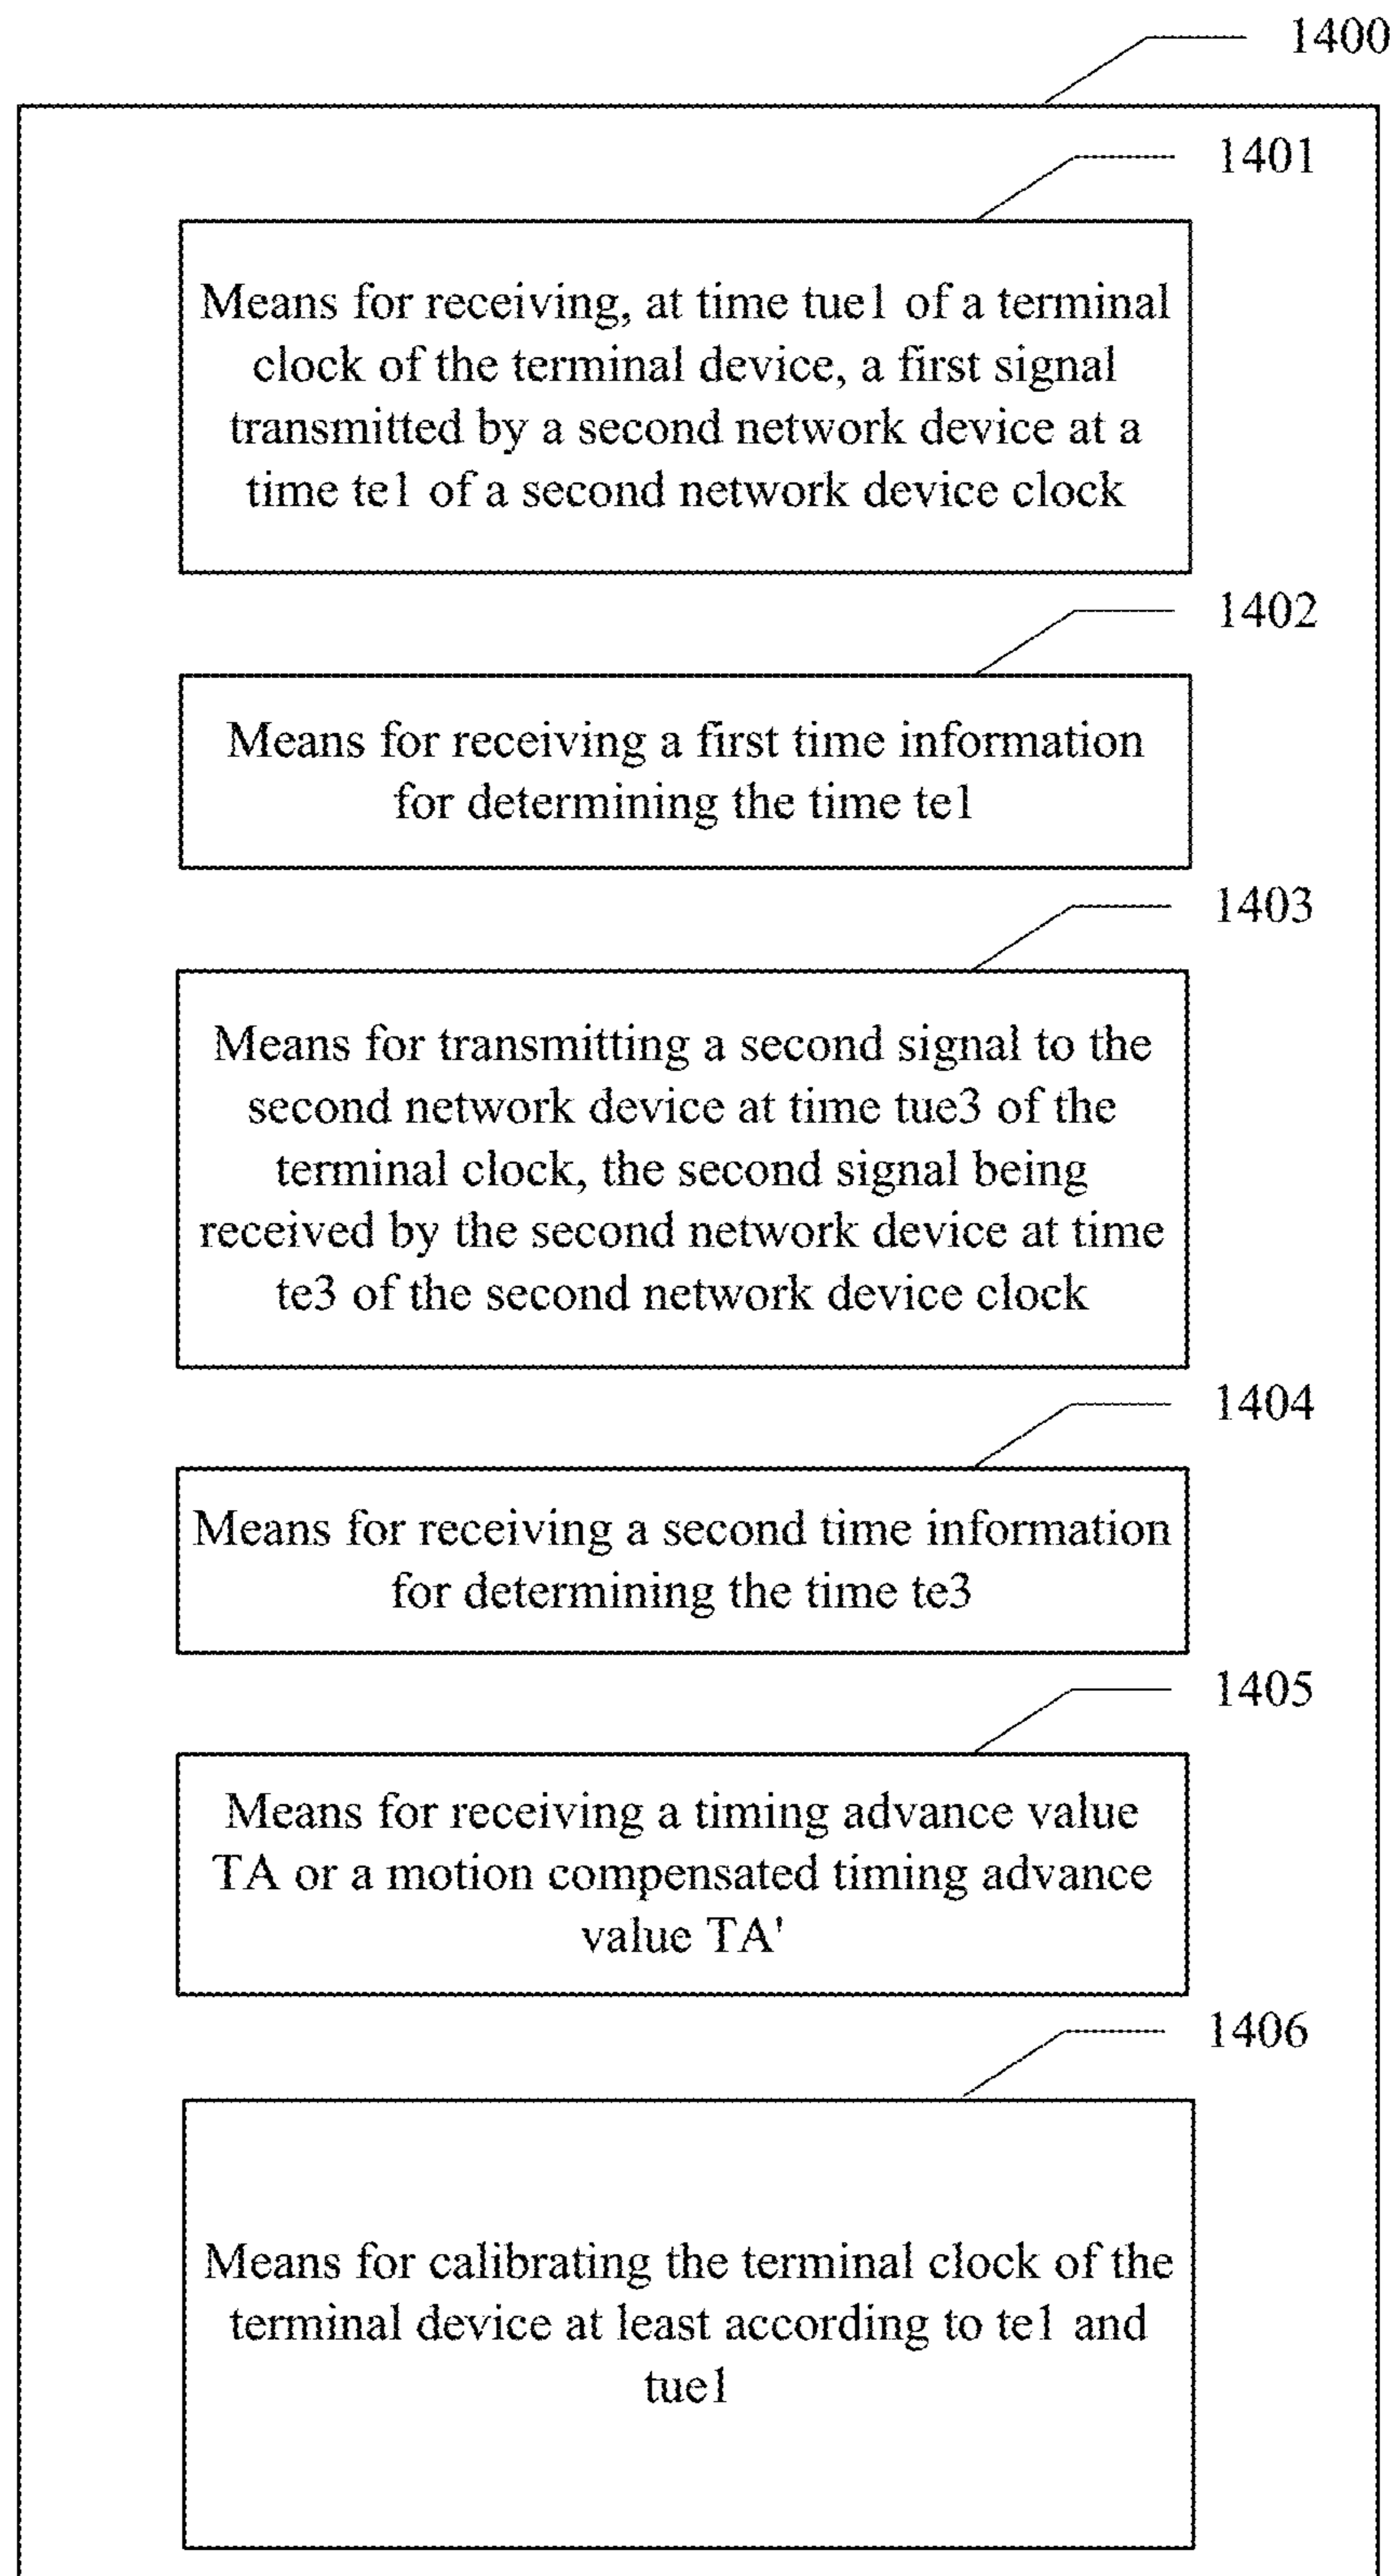 1400
1401
Means for receiving, at time tue1 of a terminal
clock of the terminal device, a first signal
transmitted by a second network device at a
time te1 of a second network device clock
1402
Means for receiving a first time information
for determining the time te1
1403
Means for transmitting a second signal to the
second network device at time tue3 of the
terminal clock, the second signal being
received by the second network device at time
te3 of the second network device clock
1404
Means for receiving a second time information
for determining the time te3
1405
Means for receiving a timing advance value
TA or a motion compensated timing advance
value TA'
1406
Means for calibrating the terminal clock of the
terminal device at least according to te1 and
tue1